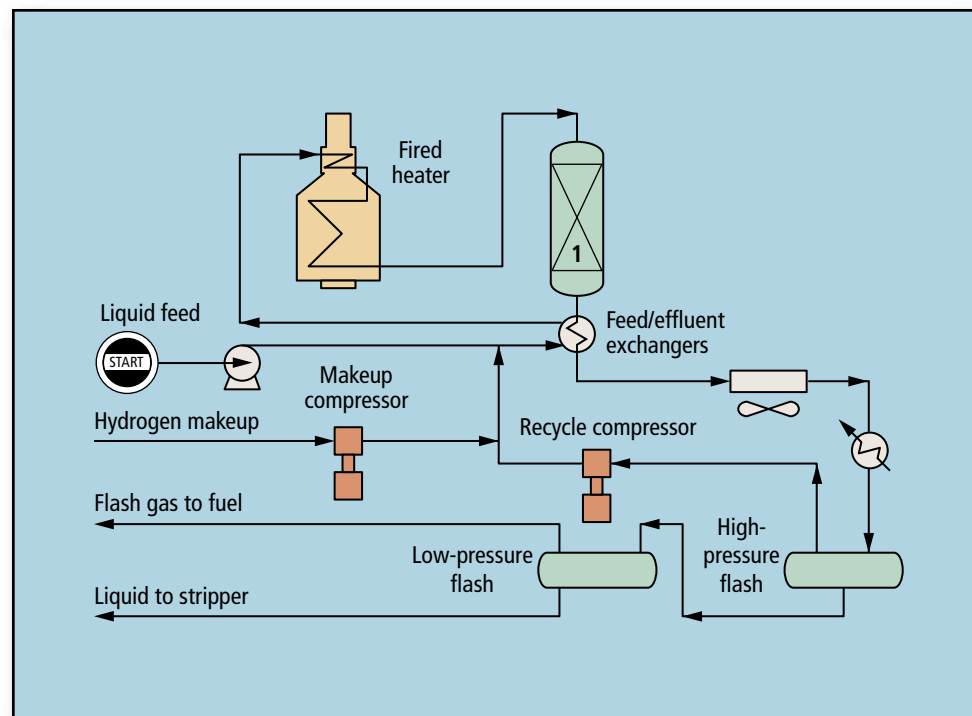 Fired
heater
1
Liquid feed
START
Feed/effluent
exchangers
Makeup
compressor
Hydrogen makeup
Recycle compressor
Flash gas to fuel
Low-pressure
flash
High-
pressure
flash
Liquid to stripper